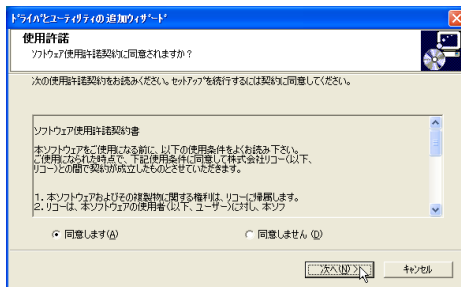 ドライバとユーティリティの追加ウィザード
使用許諾
ソフトウェア使用許諾契約に同意されますか?
次の使用許諾契約をお読みください。セットアップを続行するには契約に同意してください。
ソフトウェア使用許諾契約書
本ソフトウェアをご使用になる前に、以下の使用条件をよくお読み下さい。
ご使用になられた時点で、下記使用条件に同意して株式会社リコー(以下、
リコー)との間で契約が成立したものとさせていただきます。
1. 本ソフトウェアおよびその複製物に関する権利は、リコーに帰属します。
2. リコーは、本ソフトウェアの使用者(以下、ユーザー)に対し、本ソフ
同意します(A)
同意しません(D)
次へ(N) >
キャンセル